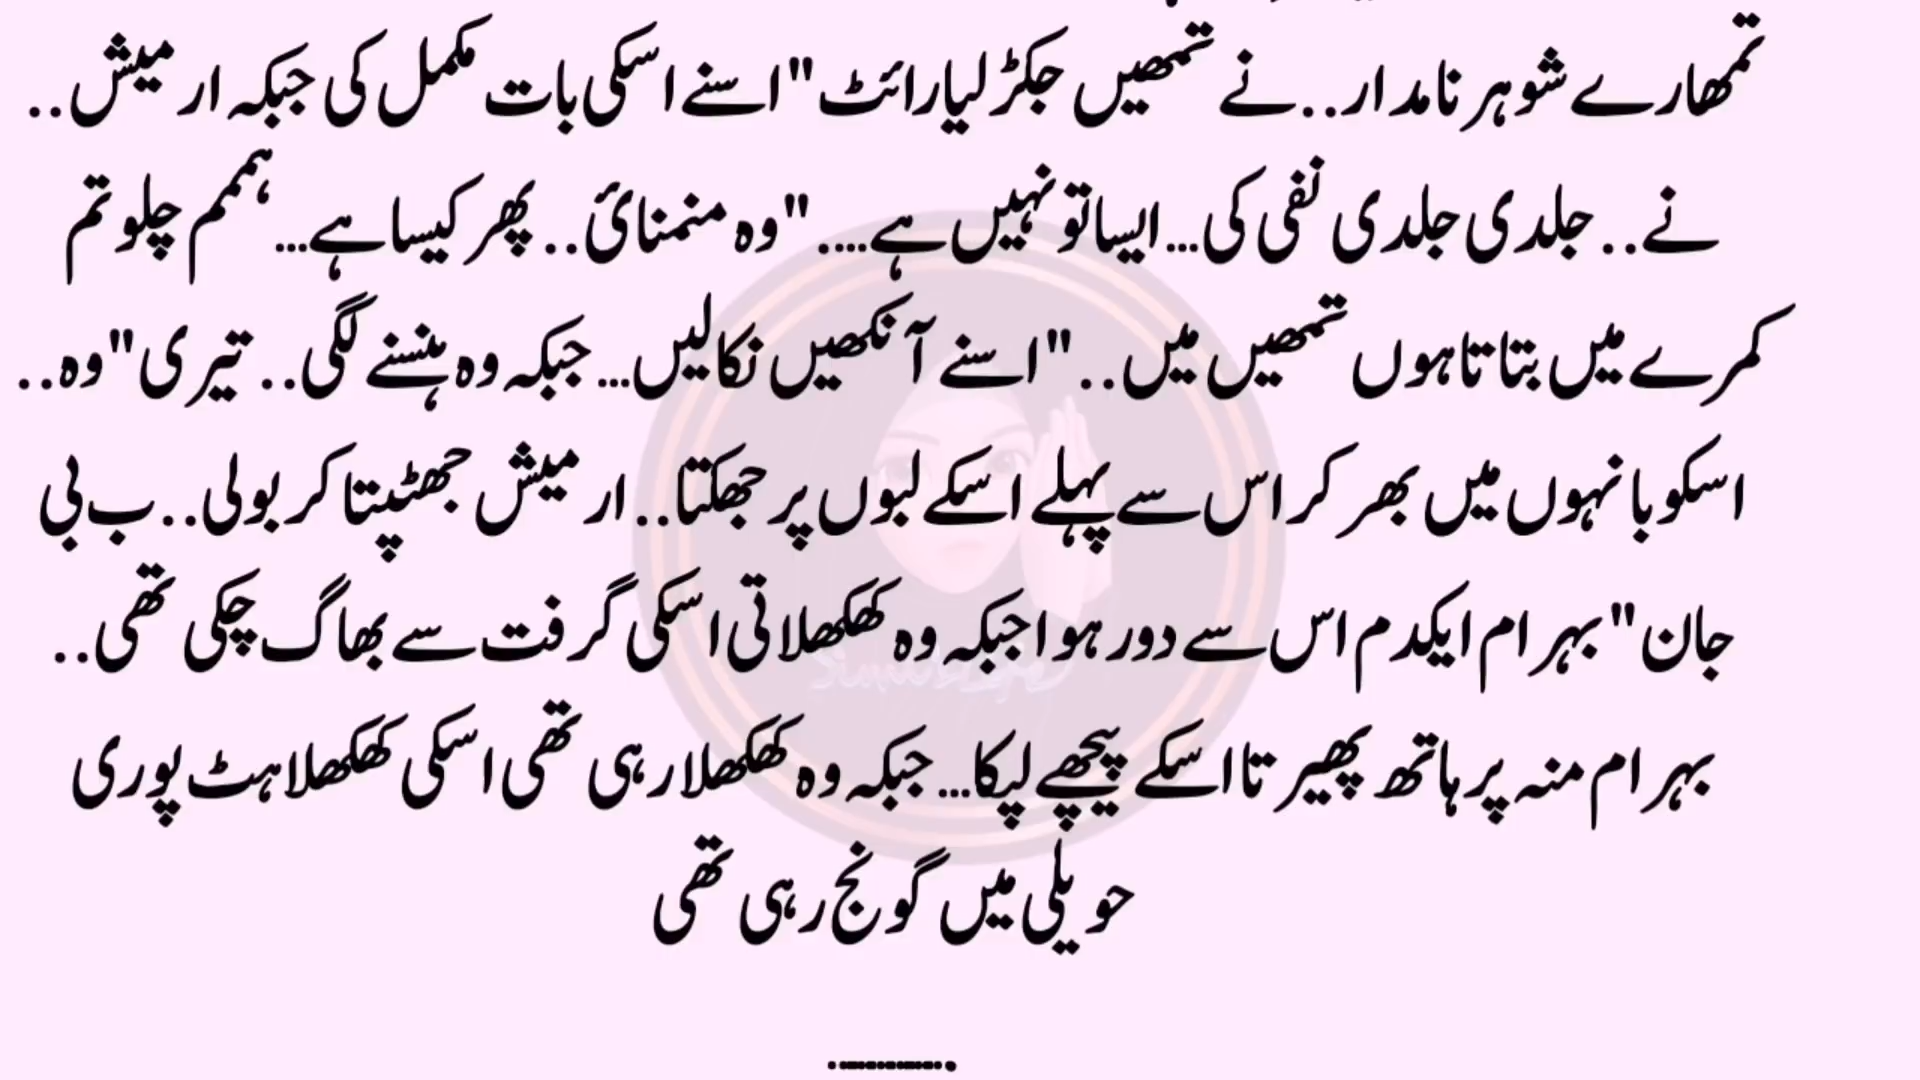 تمھارے شوہر نامدار..نے تمھیں جکڑ لیا رائٹ"اسنے اسکی بات مکمل کی جبکہ ارمیش..
نے..جلدی جلدی نفی کی...ایسا تو نہیں ہے...."وہ منمنائ..پھر کیسا ہے...ہممم چلو تم
کمرے میں بتاتا ہوں تمھیں میں.."اسنے آنکھیں نکالیں...جبکہ وہ ہنسنے لگی..تیری"وہ..
اسکو بانہوں میں بھر کر اس سے پہلے اسکے لبوں پر جھکتا..ارمیش جھٹپتا کر بولی..ب بی
جان"بہرام ایکدم اس سے دور ہوا جبکہ وہ کھکھلاتی اسکی گرفت سے بھاگ چکی تھی..
بہرام منہ پر ہاتھ پھیرتا اسکے پیچھے لپکا...جبکہ وہ کھکھلا رہی تھی اسکی کھکھلاہٹ پوری
حویلی میں گونج رہی تھی